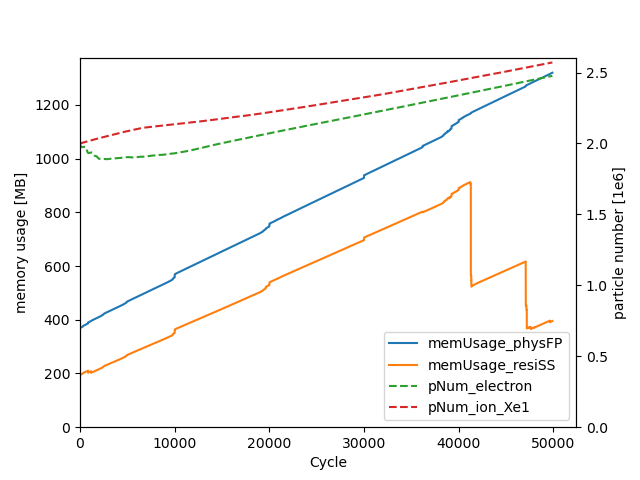 1200
1000
800
600
400
200
0
memory usage [MB]
2.5
2.0
1.5
1.0
0.5
0.0
particle number [1e6]
memUsage_physFP
memUsage_resiSS
pNum_electron
pNum_ion_Xe1
0
10000
20000
30000
40000
50000
Cycle